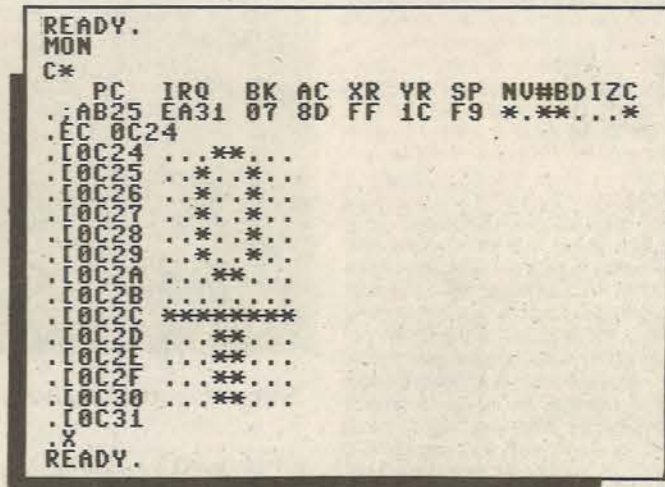 READY.
MON
C*
PC IRQ BK AC XR YR SP NV#BDIZC
.;AB25 EA31 07 8D FF 1C F9 *.**...*
.EC 0C24
.[0C24 ...**...
.[0C25 ..*..*..
.[0C26 ..*..*..
.[0C27 ..*..*..
.[0C28 ..*..*..
.[0C29 ..*..*..
.[0C2A ...**...
.[0C2B ........
.[0C2C ********
.[0C2D ...**...
.[0C2E ...**...
.[0C2F ...**...
.[0C30 ...**...
.[0C31
.X
READY.